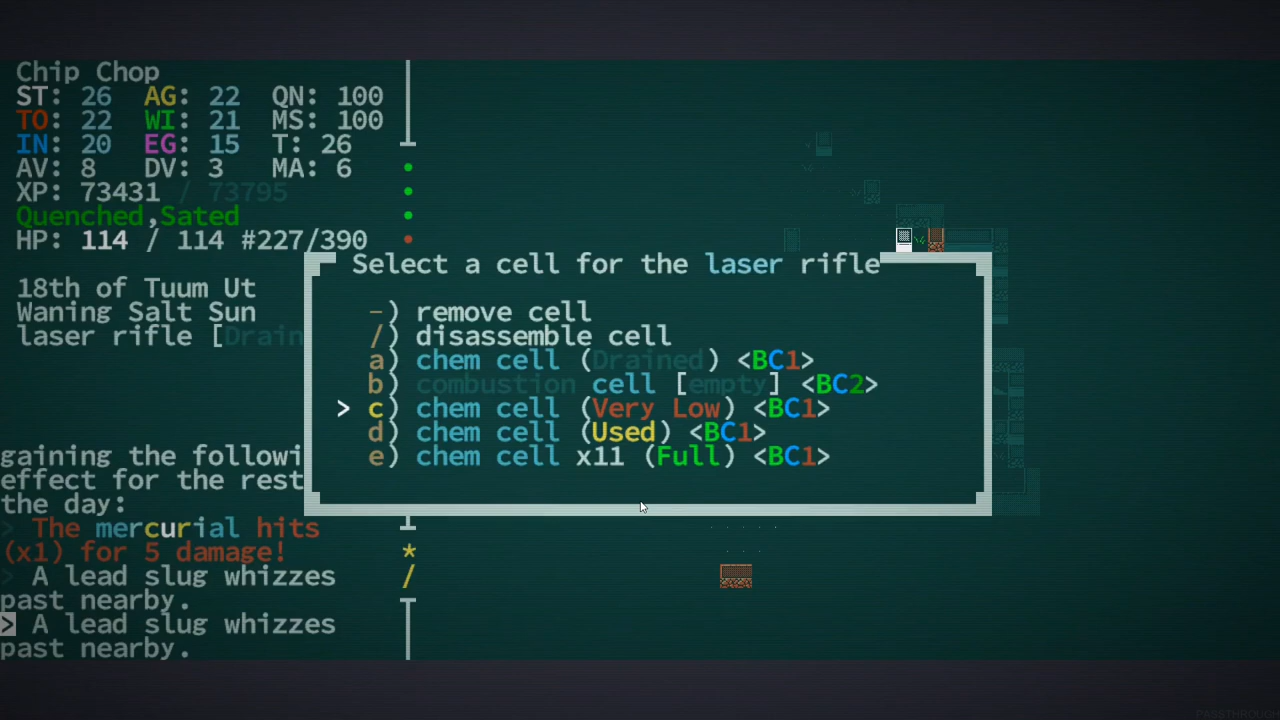 Chip Chop
ST: 26 AG: 22 QN: 100
TO: 22 WI: 21 MS: 100
IN: 20 EG: 15 T: 26
AV: 8 DV: 3 MA: 6
XP: 73431 / 73795
Quenched,Sated
HP: 114 / 114 #227/390
18th of Tuum Ut
Waning Salt Sun
laser rifle [Drain
Select a cell for the laser rifle
-) remove cell
/) disassemble cell
a) chem cell (Drained) <BC1>
b) combustion cell [empty] <BC2>
> c) chem cell (Very Low) <BC1>
d) chem cell (Used) <BC1>
e) chem cell x11 (Full) <BC1>
gaining the followi
effect for the rest
the day:
> The mercurial hits
(x1) for 5 damage!
> A lead slug whizzes
past nearby.
> A lead slug whizzes
past nearby.